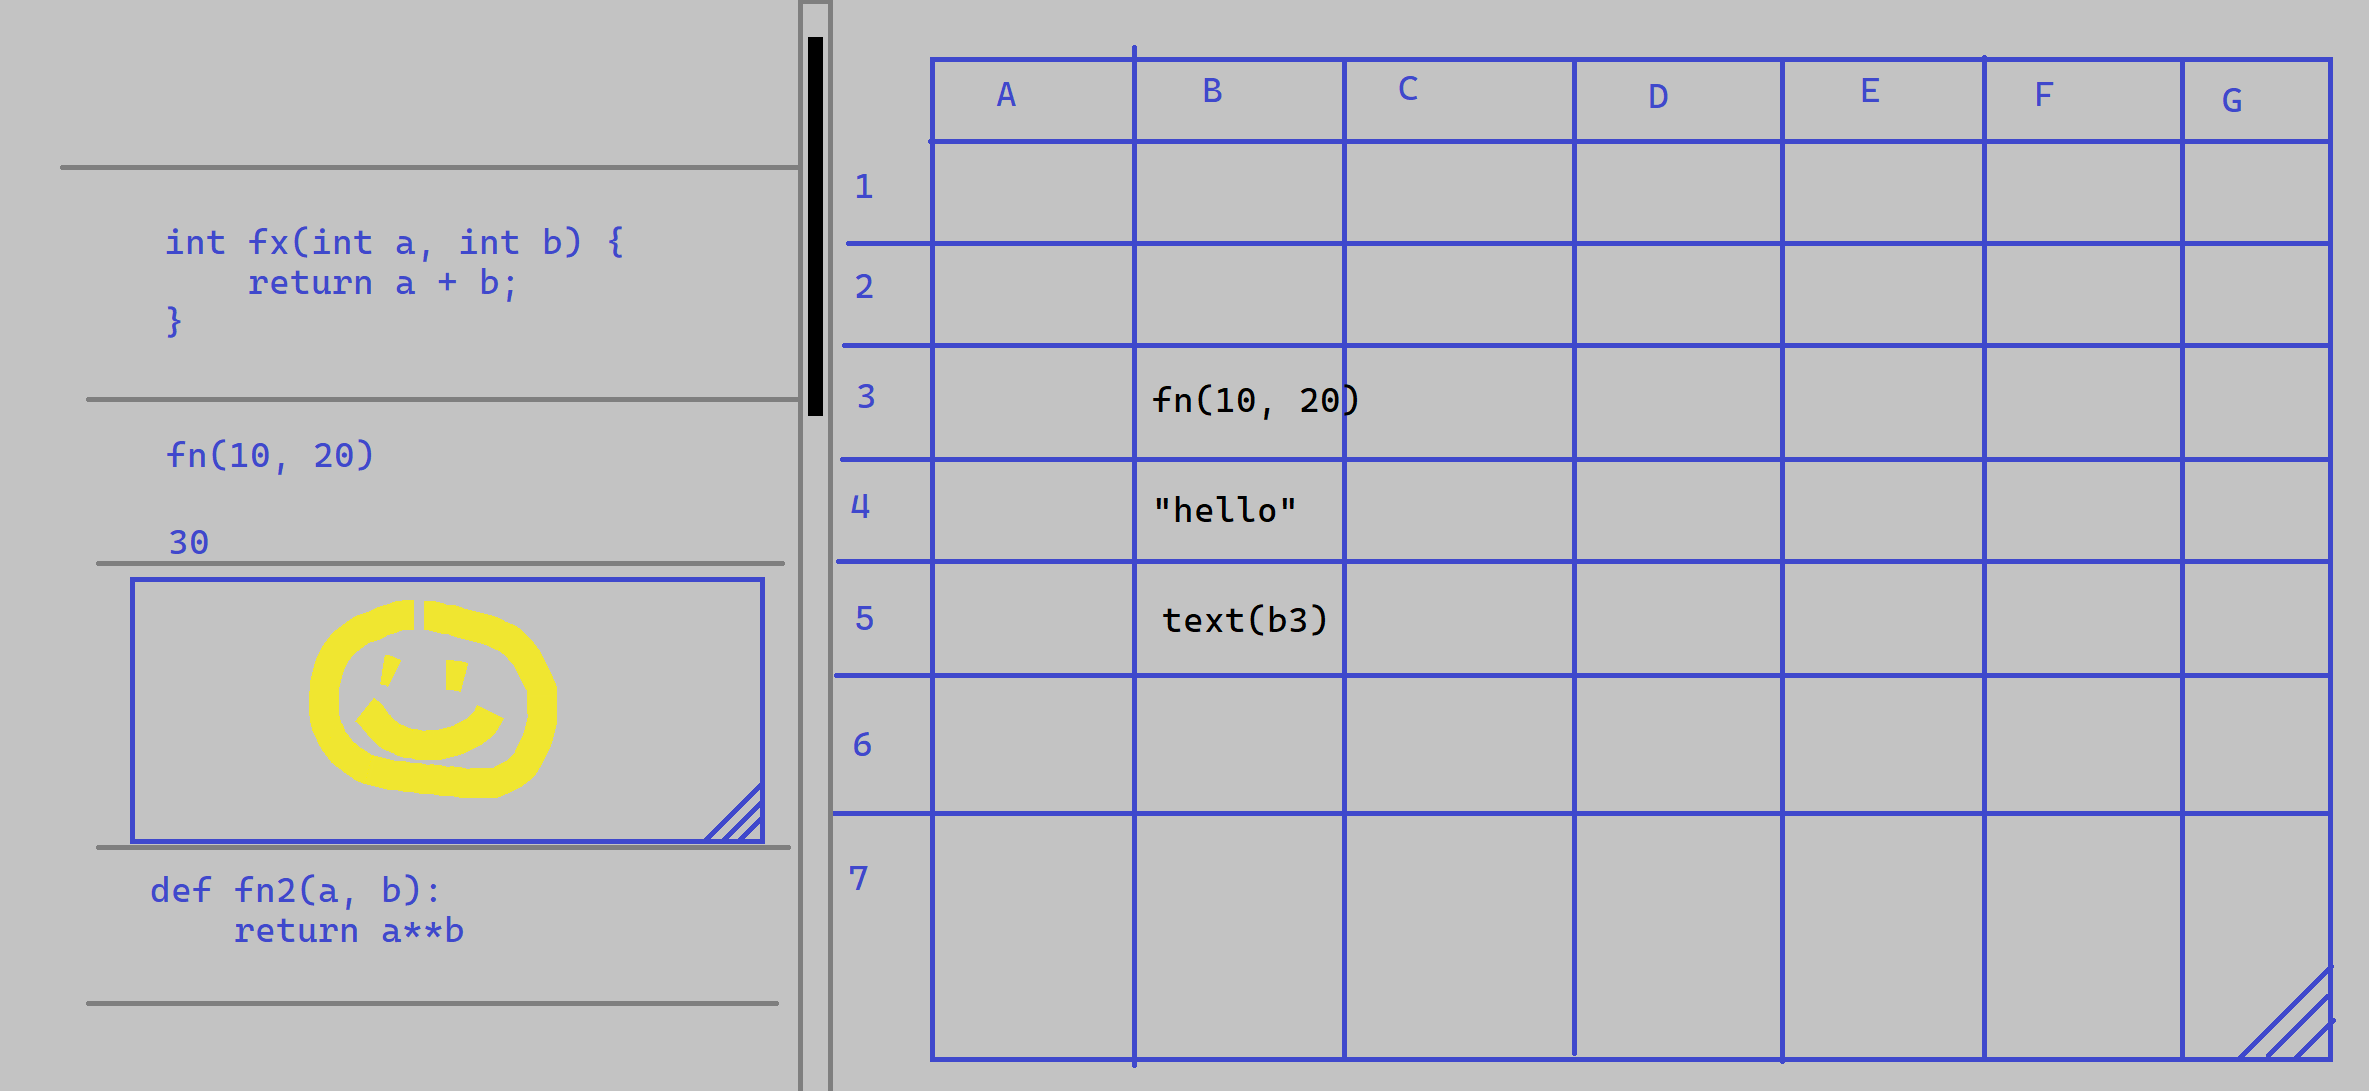 int fx(int a, int b) {
    return a + b;
}
fn(10, 20)
30
def fn2(a, b):
    return a**b
A B C D E F G
1
2
3 fn(10, 20)
4 "hello"
5 text(b3)
6
7